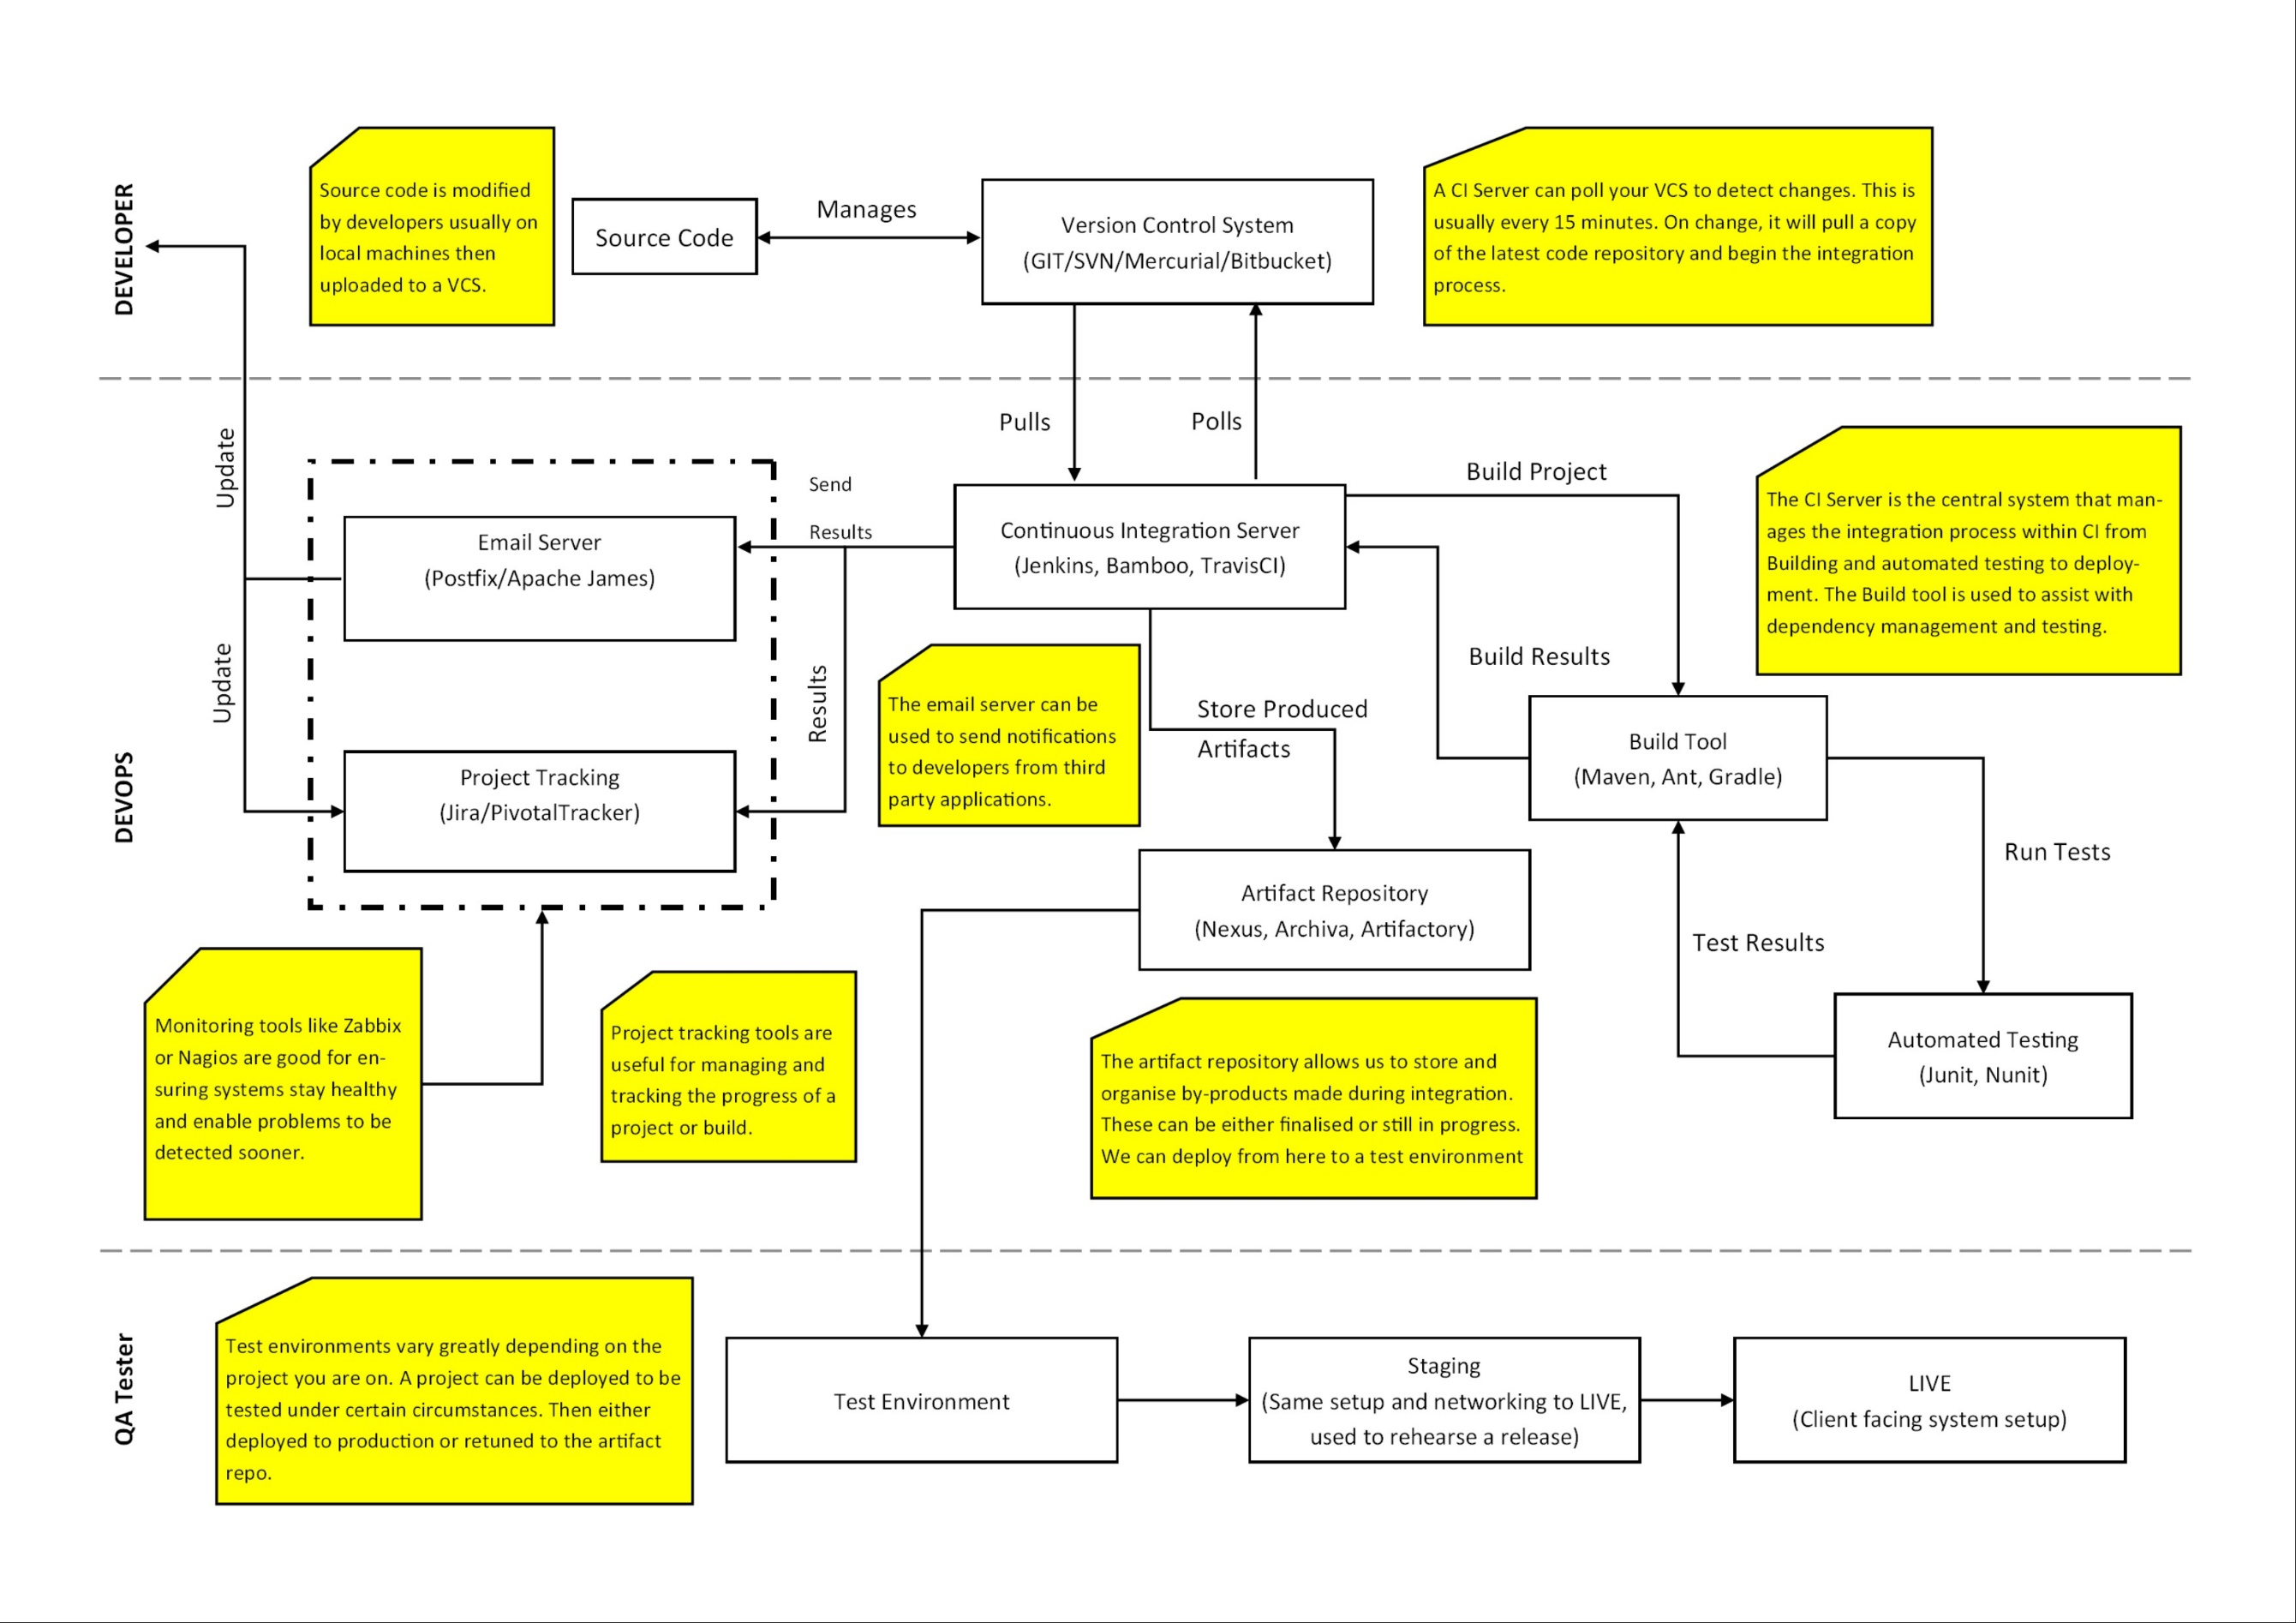 DEVELOPER
Source code is modified
by developers usually on
local machines then
uploaded to a VCS.
Source Code
Manages
Version Control System
(GIT/SVN/Mercurial/Bitbucket)
A CI Server can poll your VCS to detect changes. This is
usually every 15 minutes. On change, it will pull a copy
of the latest code repository and begin the integration
process.
Pulls
Polls
DEVOPS
Update
Update
Email Server
(Postfix/Apache James)
Project Tracking
(Jira/PivotalTracker)
Send
Results
Results
Continuous Integration Server
(Jenkins, Bamboo, TravisCI)
Build Project
The CI Server is the central system that man-
ages the integration process within CI from
Building and automated testing to deploy-
ment. The Build tool is used to assist with
dependency management and testing.
Build Results
The email server can be
used to send notifications
to developers from third
party applications.
Store Produced
Artifacts
Build Tool
(Maven, Ant, Gradle)
Run Tests
Test Results
Artifact Repository
(Nexus, Archiva, Artifactory)
Automated Testing
(Junit, Nunit)
Monitoring tools like Zabbix
or Nagios are good for en-
suring systems stay healthy
and enable problems to be
detected sooner.
Project tracking tools are
useful for managing and
tracking the progress of a
project or build.
The artifact repository allows us to store and
organise by-products made during integration.
These can be either finalised or still in progress.
We can deploy from here to a test environment
QA Tester
Test environments vary greatly depending on the
project you are on. A project can be deployed to be
tested under certain circumstances. Then either
deployed to production or retuned to the artifact
repo.
Test Environment
Staging
(Same setup and networking to LIVE,
used to rehearse a release)
LIVE
(Client facing system setup)